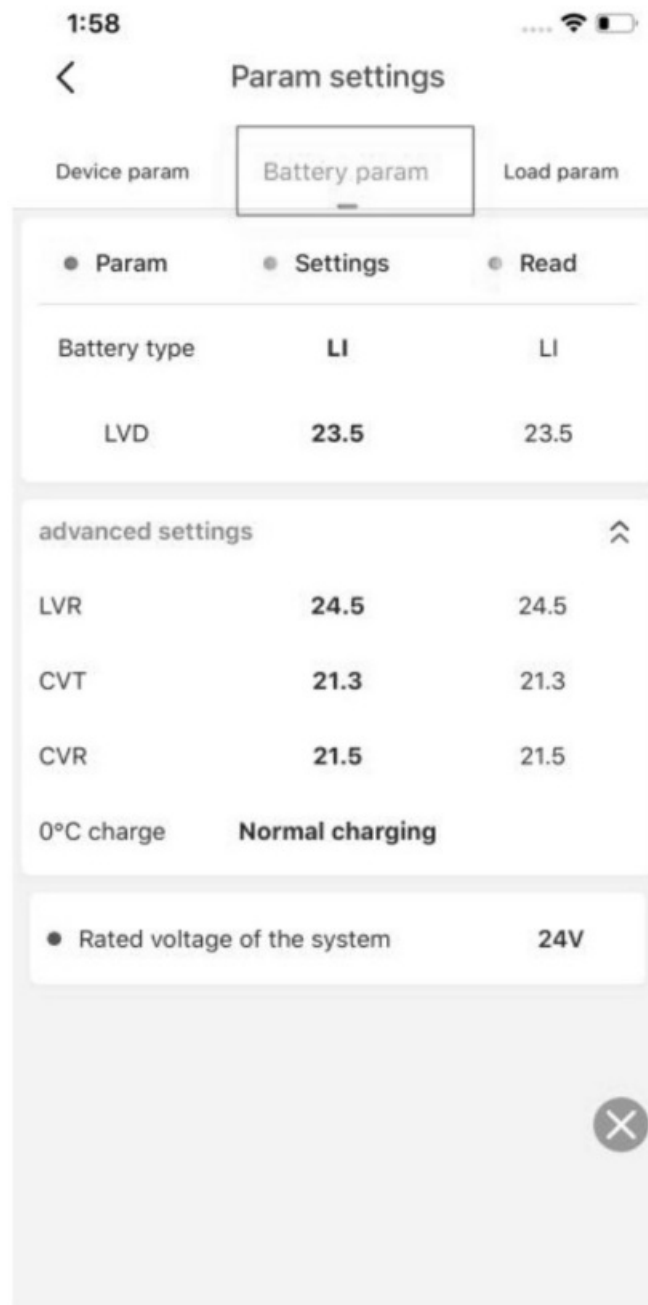 1:58
Param settings
Device param Battery param Load param
Param Settings Read
Battery type LI LI
LVD 23.5 23.5
advanced settings
LVR 24.5 24.5
CVT 21.3 21.3
CVR 21.5 21.5
0°C charge Normal charging
Rated voltage of the system 24V